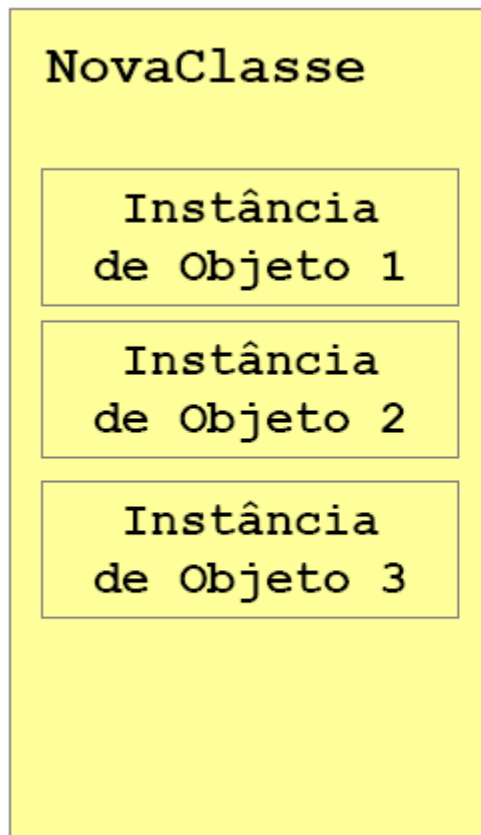 NovaClasse
Instância
de Objeto 1
Instância
de Objeto 2
Instância
de Objeto 3